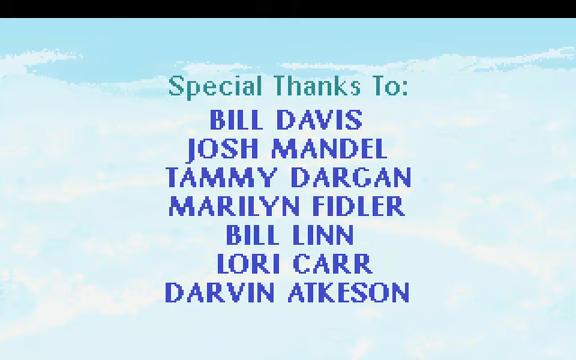 Special Thanks To:
BILL DAVIS
JOSH MANDEL
TAMMY DARGAN
MARILYN FIDLER
BILL LINN
LORI CARR
DARVIN ATKESON